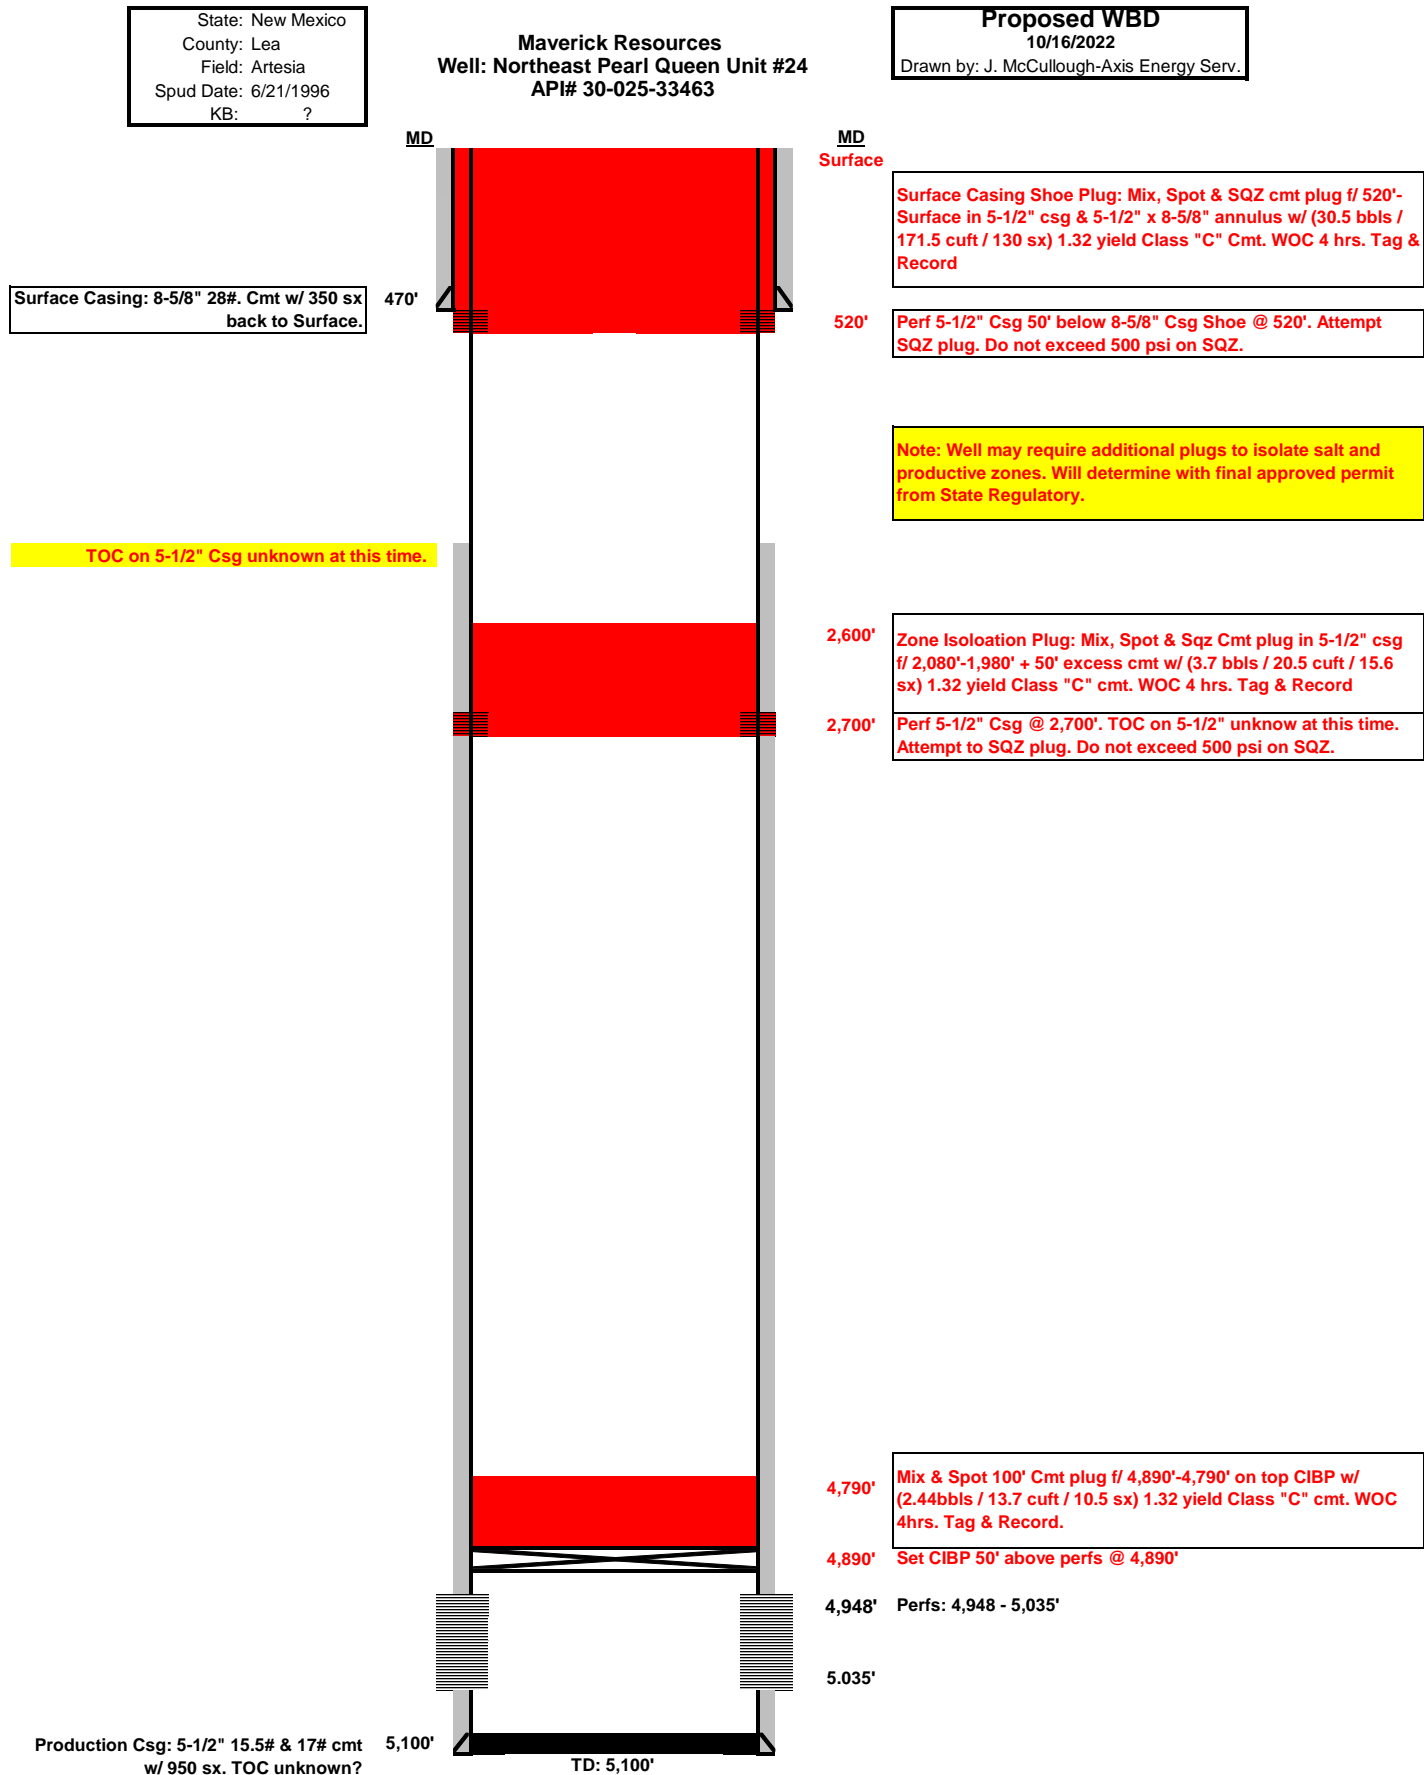 State: New Mexico
County: Lea
Field: Artesia
Spud Date: 6/21/1996
KB: ?
Maverick Resources
Well: Northeast Pearl Queen Unit #24
API# 30-025-33463
Proposed WBD
10/16/2022
Drawn by: J. McCullough-Axis Energy Serv.
MD
MD
Surface
Surface Casing Shoe Plug: Mix, Spot & SQZ cmt plug f/ 520'-
Surface in 5-1/2" csg & 5-1/2" x 8-5/8" annulus w/ (30.5 bbls /
171.5 cuft / 130 sx) 1.32 yield Class "C" Cmt. WOC 4 hrs. Tag &
Record
Surface Casing: 8-5/8" 28#. Cmt w/ 350 sx
back to Surface.
470'
520'
Perf 5-1/2" Csg 50' below 8-5/8" Csg Shoe @ 520'. Attempt
SQZ plug. Do not exceed 500 psi on SQZ.
Note: Well may require additional plugs to isolate salt and
productive zones. Will determine with final approved permit
from State Regulatory.
TOC on 5-1/2" Csg unknown at this time.
2,600'
Zone Isoloation Plug: Mix, Spot & Sqz Cmt plug in 5-1/2" csg
f/ 2,080'-1,980' + 50' excess cmt w/ (3.7 bbls / 20.5 cuft / 15.6
sx) 1.32 yield Class "C" cmt. WOC 4 hrs. Tag & Record
2,700'
Perf 5-1/2" Csg @ 2,700'. TOC on 5-1/2" unknow at this time.
Attempt to SQZ plug. Do not exceed 500 psi on SQZ.
4,790'
Mix & Spot 100' Cmt plug f/ 4,890'-4,790' on top CIBP w/
(2.44bbls / 13.7 cuft / 10.5 sx) 1.32 yield Class "C" cmt. WOC
4hrs. Tag & Record.
4,890'
Set CIBP 50' above perfs @ 4,890'
4,948'
Perfs: 4,948 - 5,035'
5.035'
Production Csg: 5-1/2" 15.5# & 17# cmt
w/ 950 sx. TOC unknown?
5,100'
TD: 5,100'